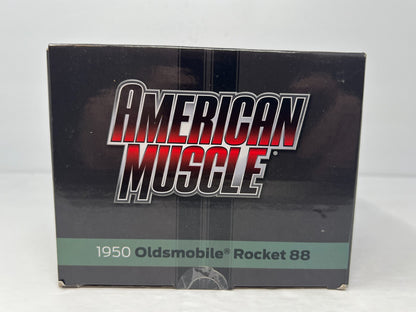 AMERICAN
MUSCLE®
1950 Oldsmobile® Rocket 88